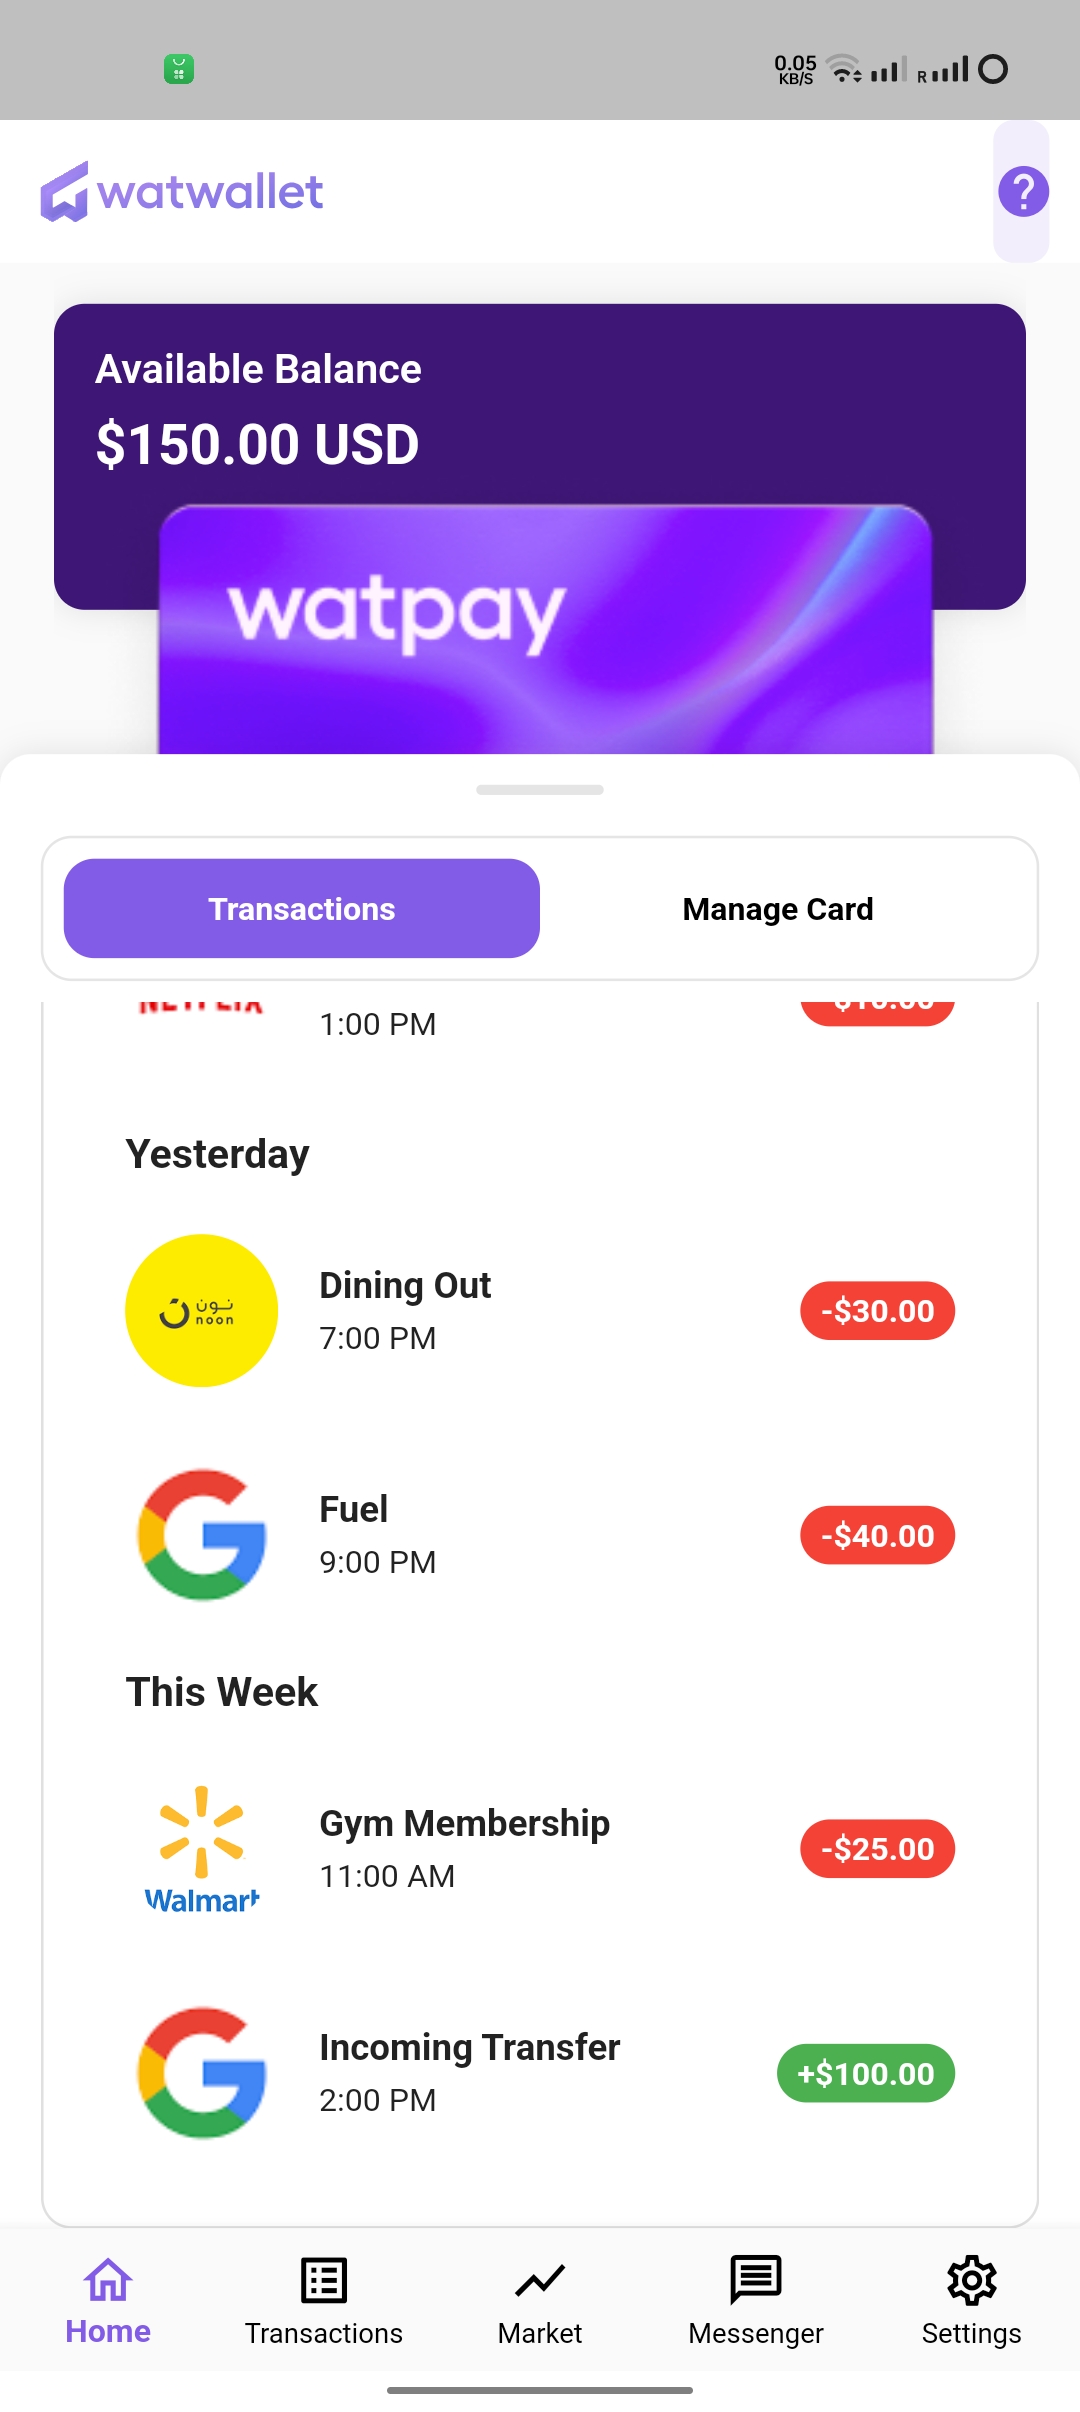 0.05
KB/S
R
watwallet
?
Available Balance
$150.00 USD
watpay
Transactions
Manage Card
NETFLIX
1:00 PM
Yesterday
نون
noon
Dining Out
7:00 PM
-$30.00
Fuel
9:00 PM
-$40.00
This Week
Walmart
Gym Membership
11:00 AM
-$25.00
Incoming Transfer
2:00 PM
+$100.00
Home
Transactions
Market
Messenger
Settings